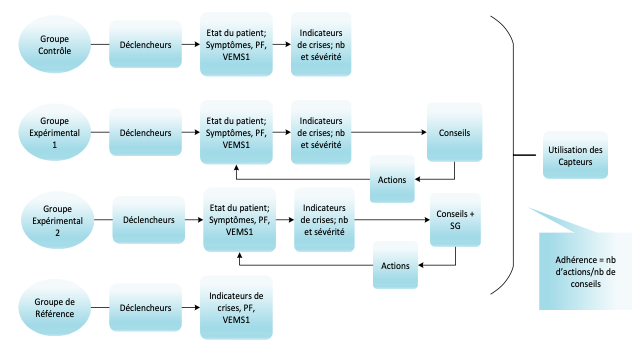 Groupe
Contrôle
Déclencheurs
Etat du patient;
Symptômes, PF,
VEMS1
Indicateurs
de crises; nb
et sévérité
Groupe
Expérimental
1
Déclencheurs
Etat du patient;
Symptômes, PF,
VEMS1
Indicateurs
de crises; nb
et sévérité
Conseils
Actions
Groupe
Expérimental
2
Déclencheurs
Etat du patient;
Symptômes, PF,
VEMS1
Indicateurs
de crises; nb
et sévérité
Conseils +
SG
Actions
Groupe de
Référence
Déclencheurs
Indicateurs de
crises, PF,
VEMS1
Utilisation des
Capteurs
Adhérence = nb
d'actions/nb de
conseils